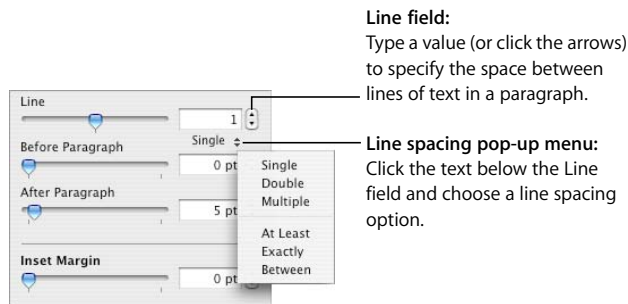 Line field:
Type a value (or click the arrows)
to specify the space between
lines of text in a paragraph.
Line
1
Single
Before Paragraph
0 pt
After Paragraph
5 pt
Inset Margin
0 pt
Single
Double
Multiple
At Least
Exactly
Between
Line spacing pop-up menu:
Click the text below the Line
field and choose a line spacing
option.